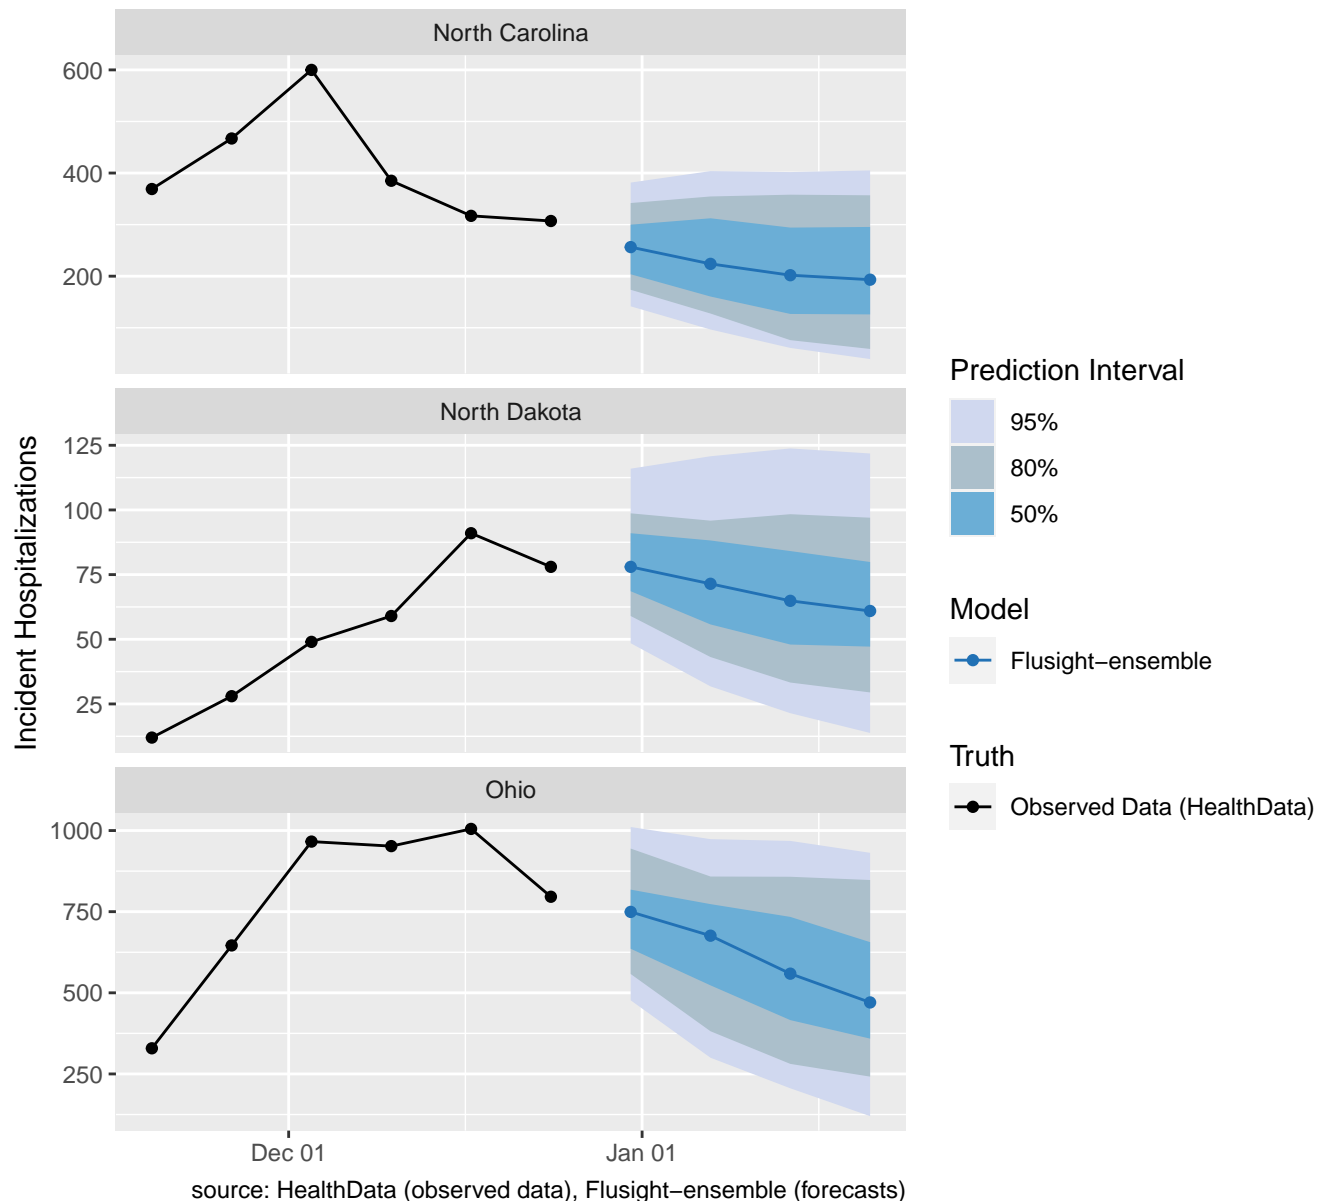 North Carolina
600
400
200
North Dakota
125
100
75
50
25
Ohio
1000
750
500
250
Dec 01
Jan 01
Incident Hospitalizations
source: HealthData (observed data), Flusight−ensemble (forecasts)
Prediction Interval
95%
80%
50%
Model
Flusight−ensemble
Truth
Observed Data (HealthData)